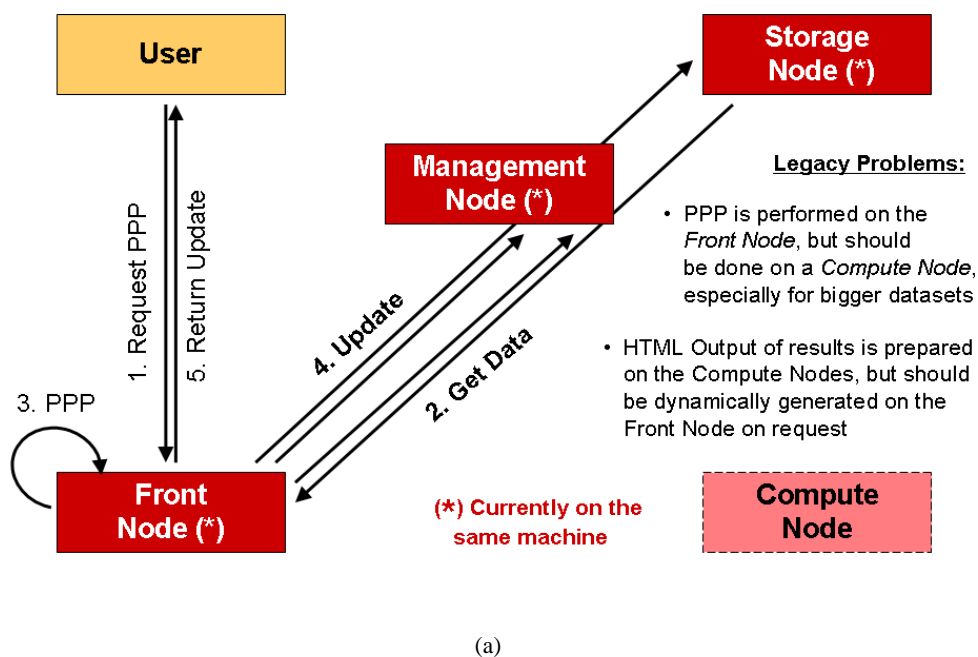 User
Storage
Node (*)
Management
Node (*)
Legacy Problems:
• PPP is performed on the
Front Node, but should
be done on a Compute Node,
especially for bigger datasets
• HTML Output of results is prepared
on the Compute Nodes, but should
be dynamically generated on the
Front Node on request
1. Request PPP
5. Return Update
4. Update
2. Get Data
3. PPP
Front
Node (*)
(*) Currently on the
same machine
Compute
Node
(a)